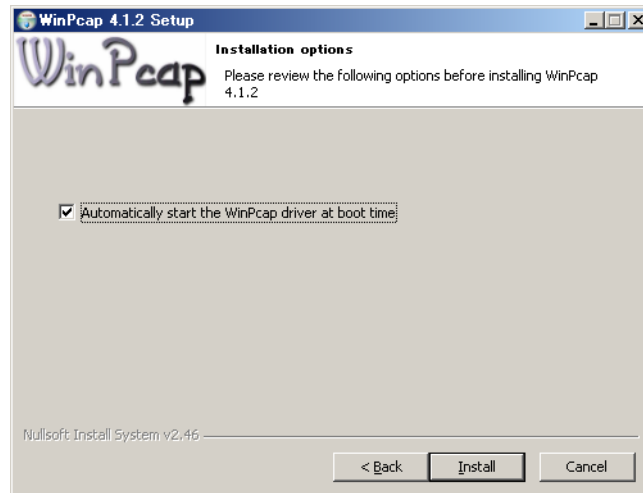 WinPcap 4.1.2 Setup
WinPcap
Installation options
Please review the following options before installing WinPcap
4.1.2
Automatically start the WinPcap driver at boot time
Nullsoft Install System v2.46
< Back
Install
Cancel